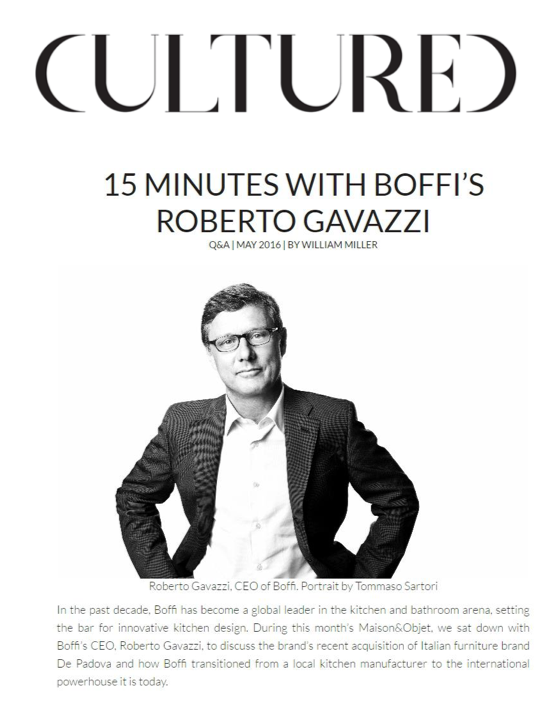 CULTURED
15 MINUTES WITH BOFFI'S
ROBERTO GAVAZZI
Q&A | MAY 2016 | BY WILLIAM MILLER
Roberto Gavazzi, CEO of Boffi. Portrait by Tommaso Sartori
In the past decade, Boffi has become a global leader in the kitchen and bathroom arena, setting
the bar for innovative kitchen design. During this month's Maison&Objet, we sat down with
Boffi's CEO, Roberto Gavazzi, to discuss the brand's recent acquisition of Italian furniture brand
De Padova and how Boffi transitioned from a local kitchen manufacturer to the international
powerhouse it is today.